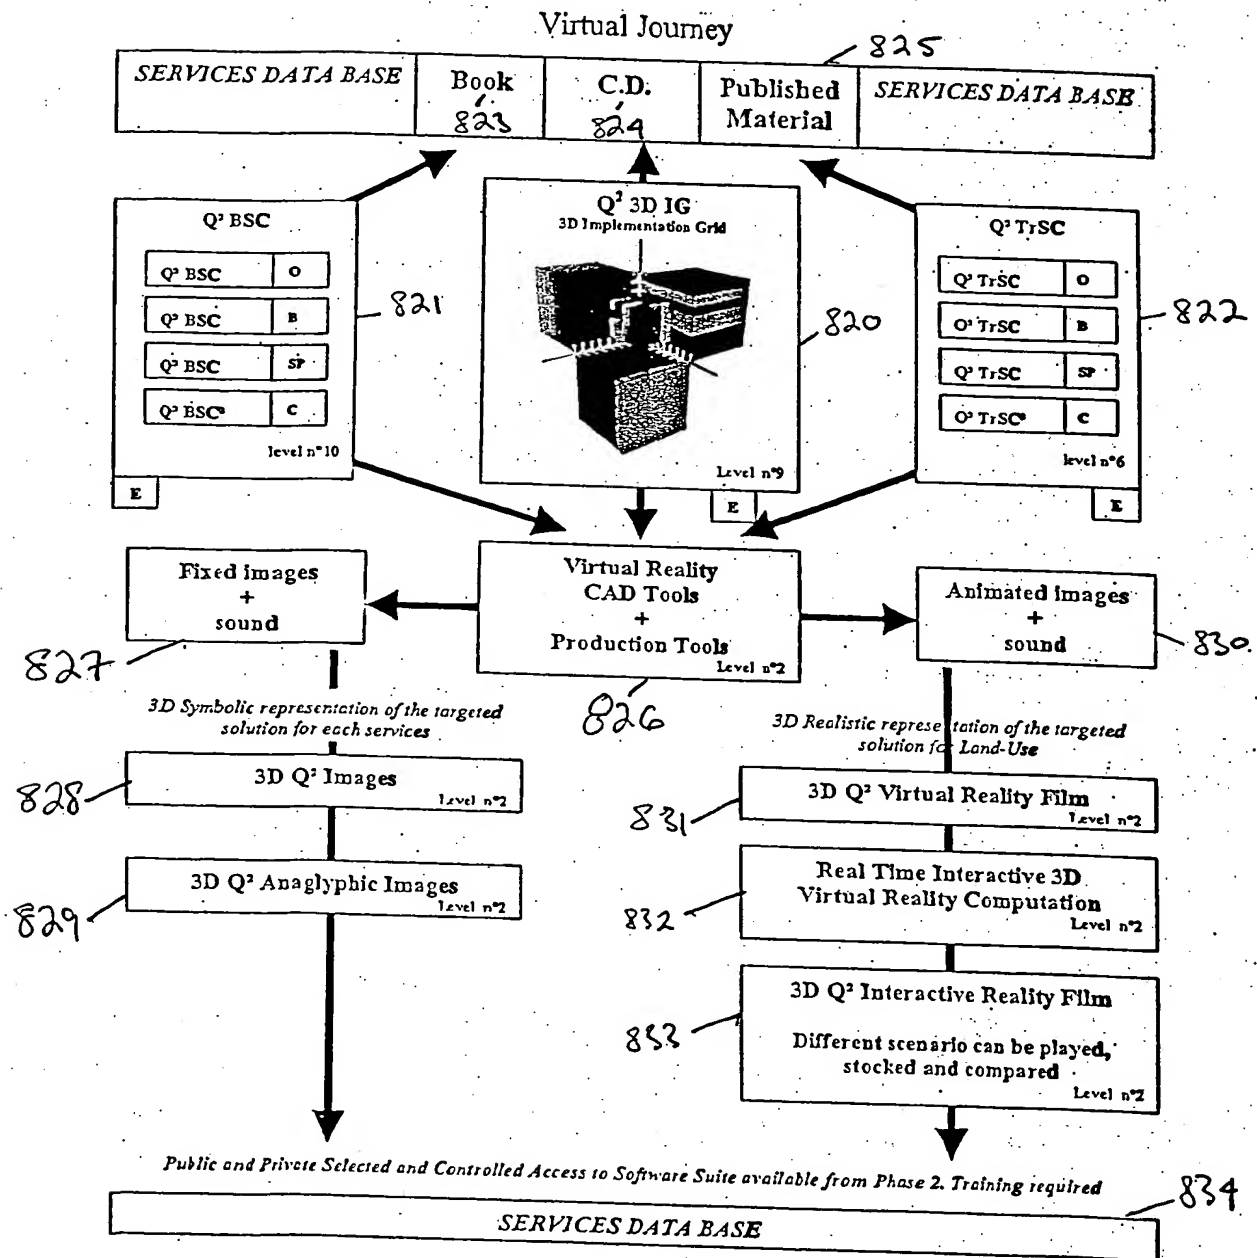 Virtual Journey
825
SERVICES DATA BASE
Book
823
C.D.
824
Published
Material
SERVICES DATA BASE
Q² BSC
Q² BSC O
Q² BSC B
Q² BSC SP
Q² BSCº C
level n°10
E
821
Q² 3D IG
3D Implementation Grid
Level n°9
E
820
Q² TrSC
Q² TrSC O
O² TrSC B
Q² TrSC SP
O² TrSCº C
level n°6
E
822
Fixed images
+
sound
827
Virtual Reality
CAD Tools
+
Production Tools
Level n°2
826
Animated images
+
sound
830
3D Symbolic representation of the targeted
solution for each services
3D Realistic represe tation of the targeted
solution for Land-Use
3D Q² Images
Level n°2
828
3D Q² Anaglyphic Images
Level n°2
829
3D Q² Virtual Reality Film
Level n°2
831
Real Time Interactive 3D
Virtual Reality Computation
Level n°2
832
3D Q² Interactive Reality Film
Different scenario can be played,
stocked and compared
Level n°2
833
Public and Private Selected and Controlled Access to Software Suite available from Phase 2. Training required
834
SERVICES DATA BASE